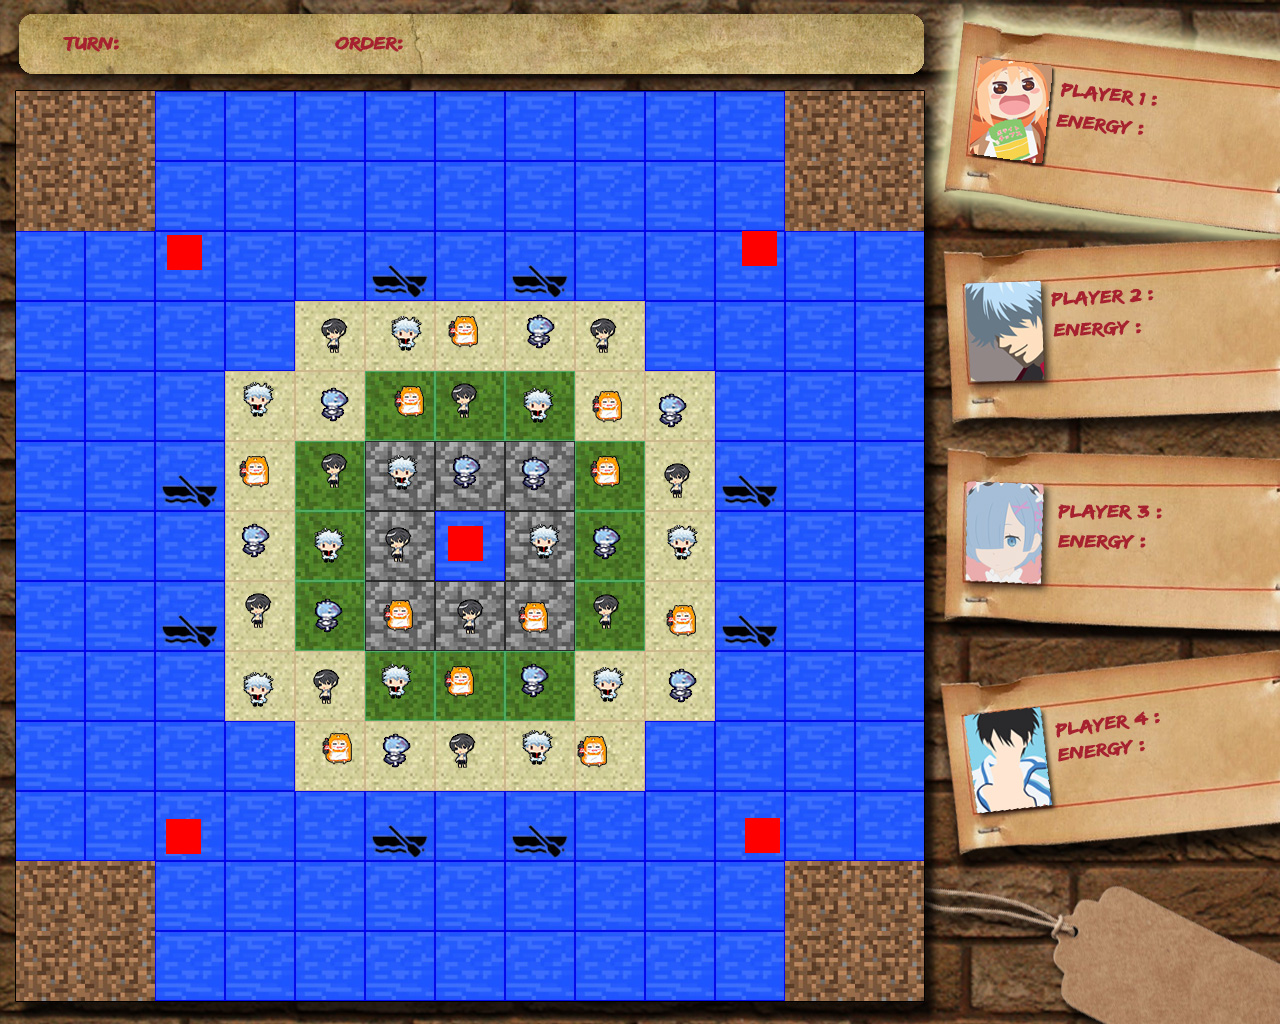 TURN:
ORDER:
PLAYER 1 :
ENERGY :
PLAYER 2 :
ENERGY :
PLAYER 3 :
ENERGY :
PLAYER 4 :
ENERGY :